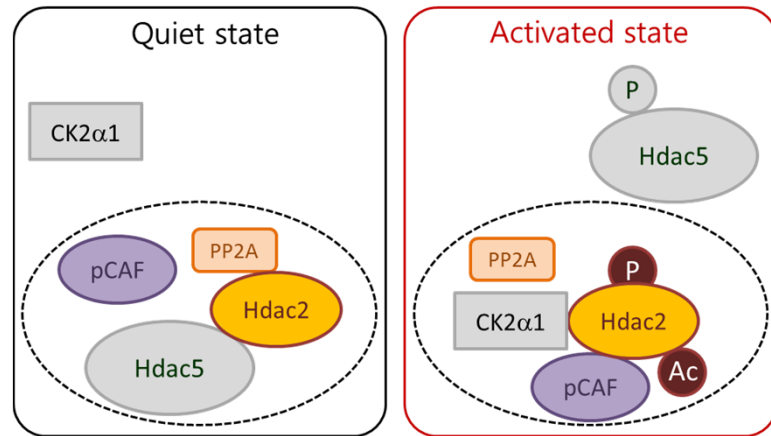 Quiet state
CK2α1
PP2A
pCAF
Hdac2
Hdac5
Activated state
P
Hdac5
PP2A
P
CK2α1
Hdac2
pCAF
Ac